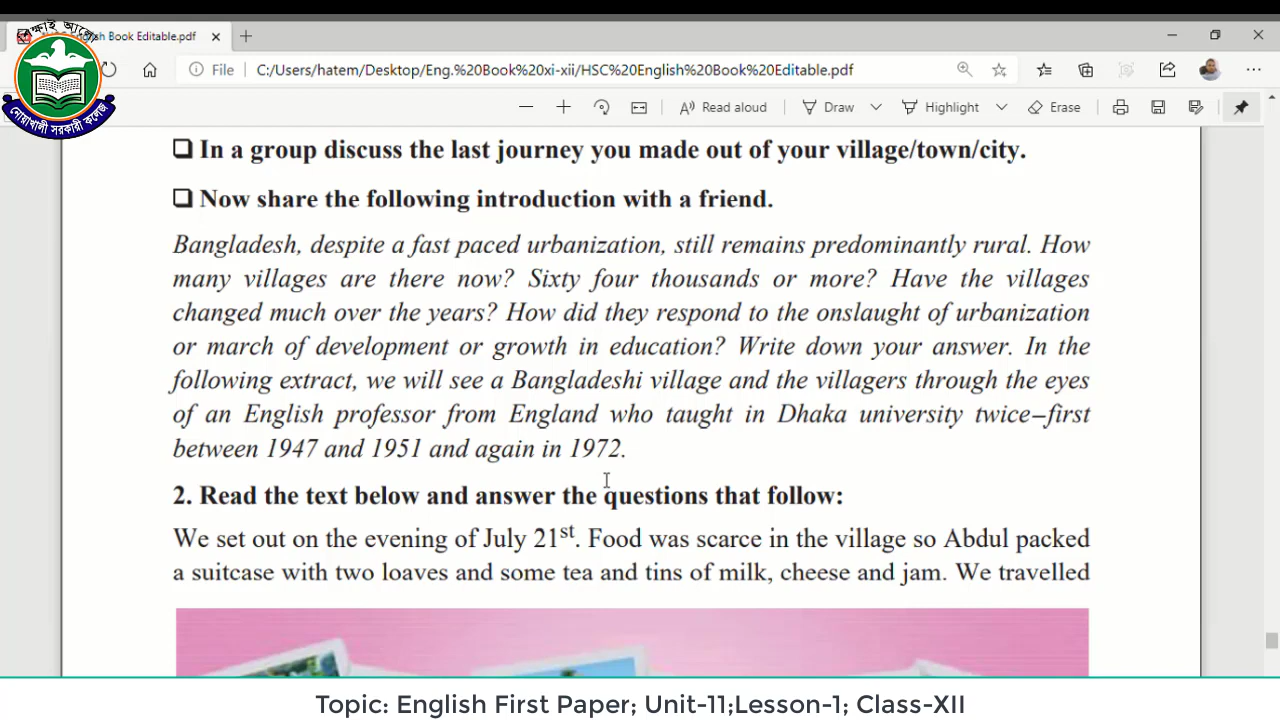 শিক্ষাই আলো
নোয়াখালী সরকারী কলেজ
English Book Editable.pdf
File
C:/Users/hatem/Desktop/Eng.%20Book%20xi-xii/HSC%20English%20Book%20Editable.pdf
Read aloud
Draw
Highlight
Erase
In a group discuss the last journey you made out of your village/town/city.
Now share the following introduction with a friend.
Bangladesh, despite a fast paced urbanization, still remains predominantly rural. How
many villages are there now? Sixty four thousands or more? Have the villages
changed much over the years? How did they respond to the onslaught of urbanization
or march of development or growth in education? Write down your answer. In the
following extract, we will see a Bangladeshi village and the villagers through the eyes
of an English professor from England who taught in Dhaka university twice–first
between 1947 and 1951 and again in 1972.
2. Read the text below and answer the questions that follow:
We set out on the evening of July 21st. Food was scarce in the village so Abdul packed
a suitcase with two loaves and some tea and tins of milk, cheese and jam. We travelled
Topic: English First Paper; Unit-11;Lesson-1; Class-XII